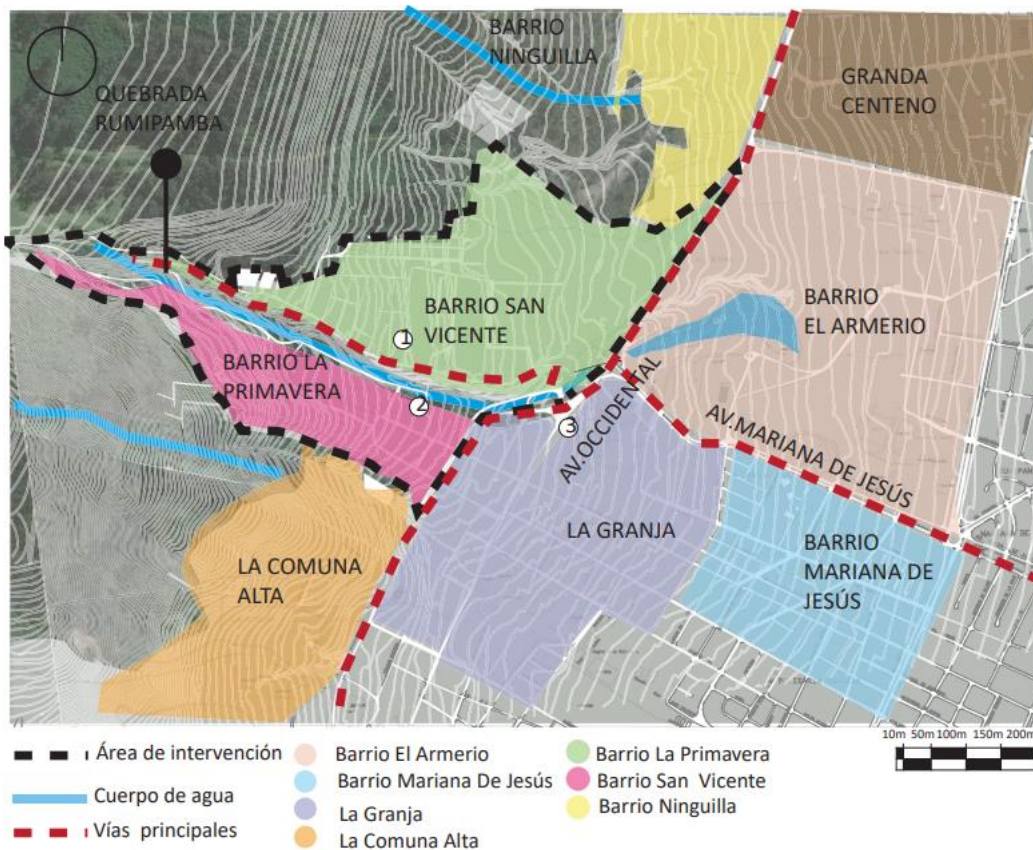 BARRIO
NINGUILLA
GRANDA
CENTENO
QUEBRADA
RUMIPAMBA
BARRIO
EL ARMERIO
BARRIO SAN
VICENTE
1
BARRIO LA
PRIMAVERA
2
3
AV.OCCIDENTAL
AV.MARIANA DE JESÚS
LA GRANJA
BARRIO
MARIANA DE
JESÚS
LA COMUNA
ALTA
10m 50m 100m 150m 200m
Área de intervención
Cuerpo de agua
Vías principales
Barrio El Armerio
Barrio Mariana De Jesús
La Granja
La Comuna Alta
Barrio La Primavera
Barrio San Vicente
Barrio Ninguilla